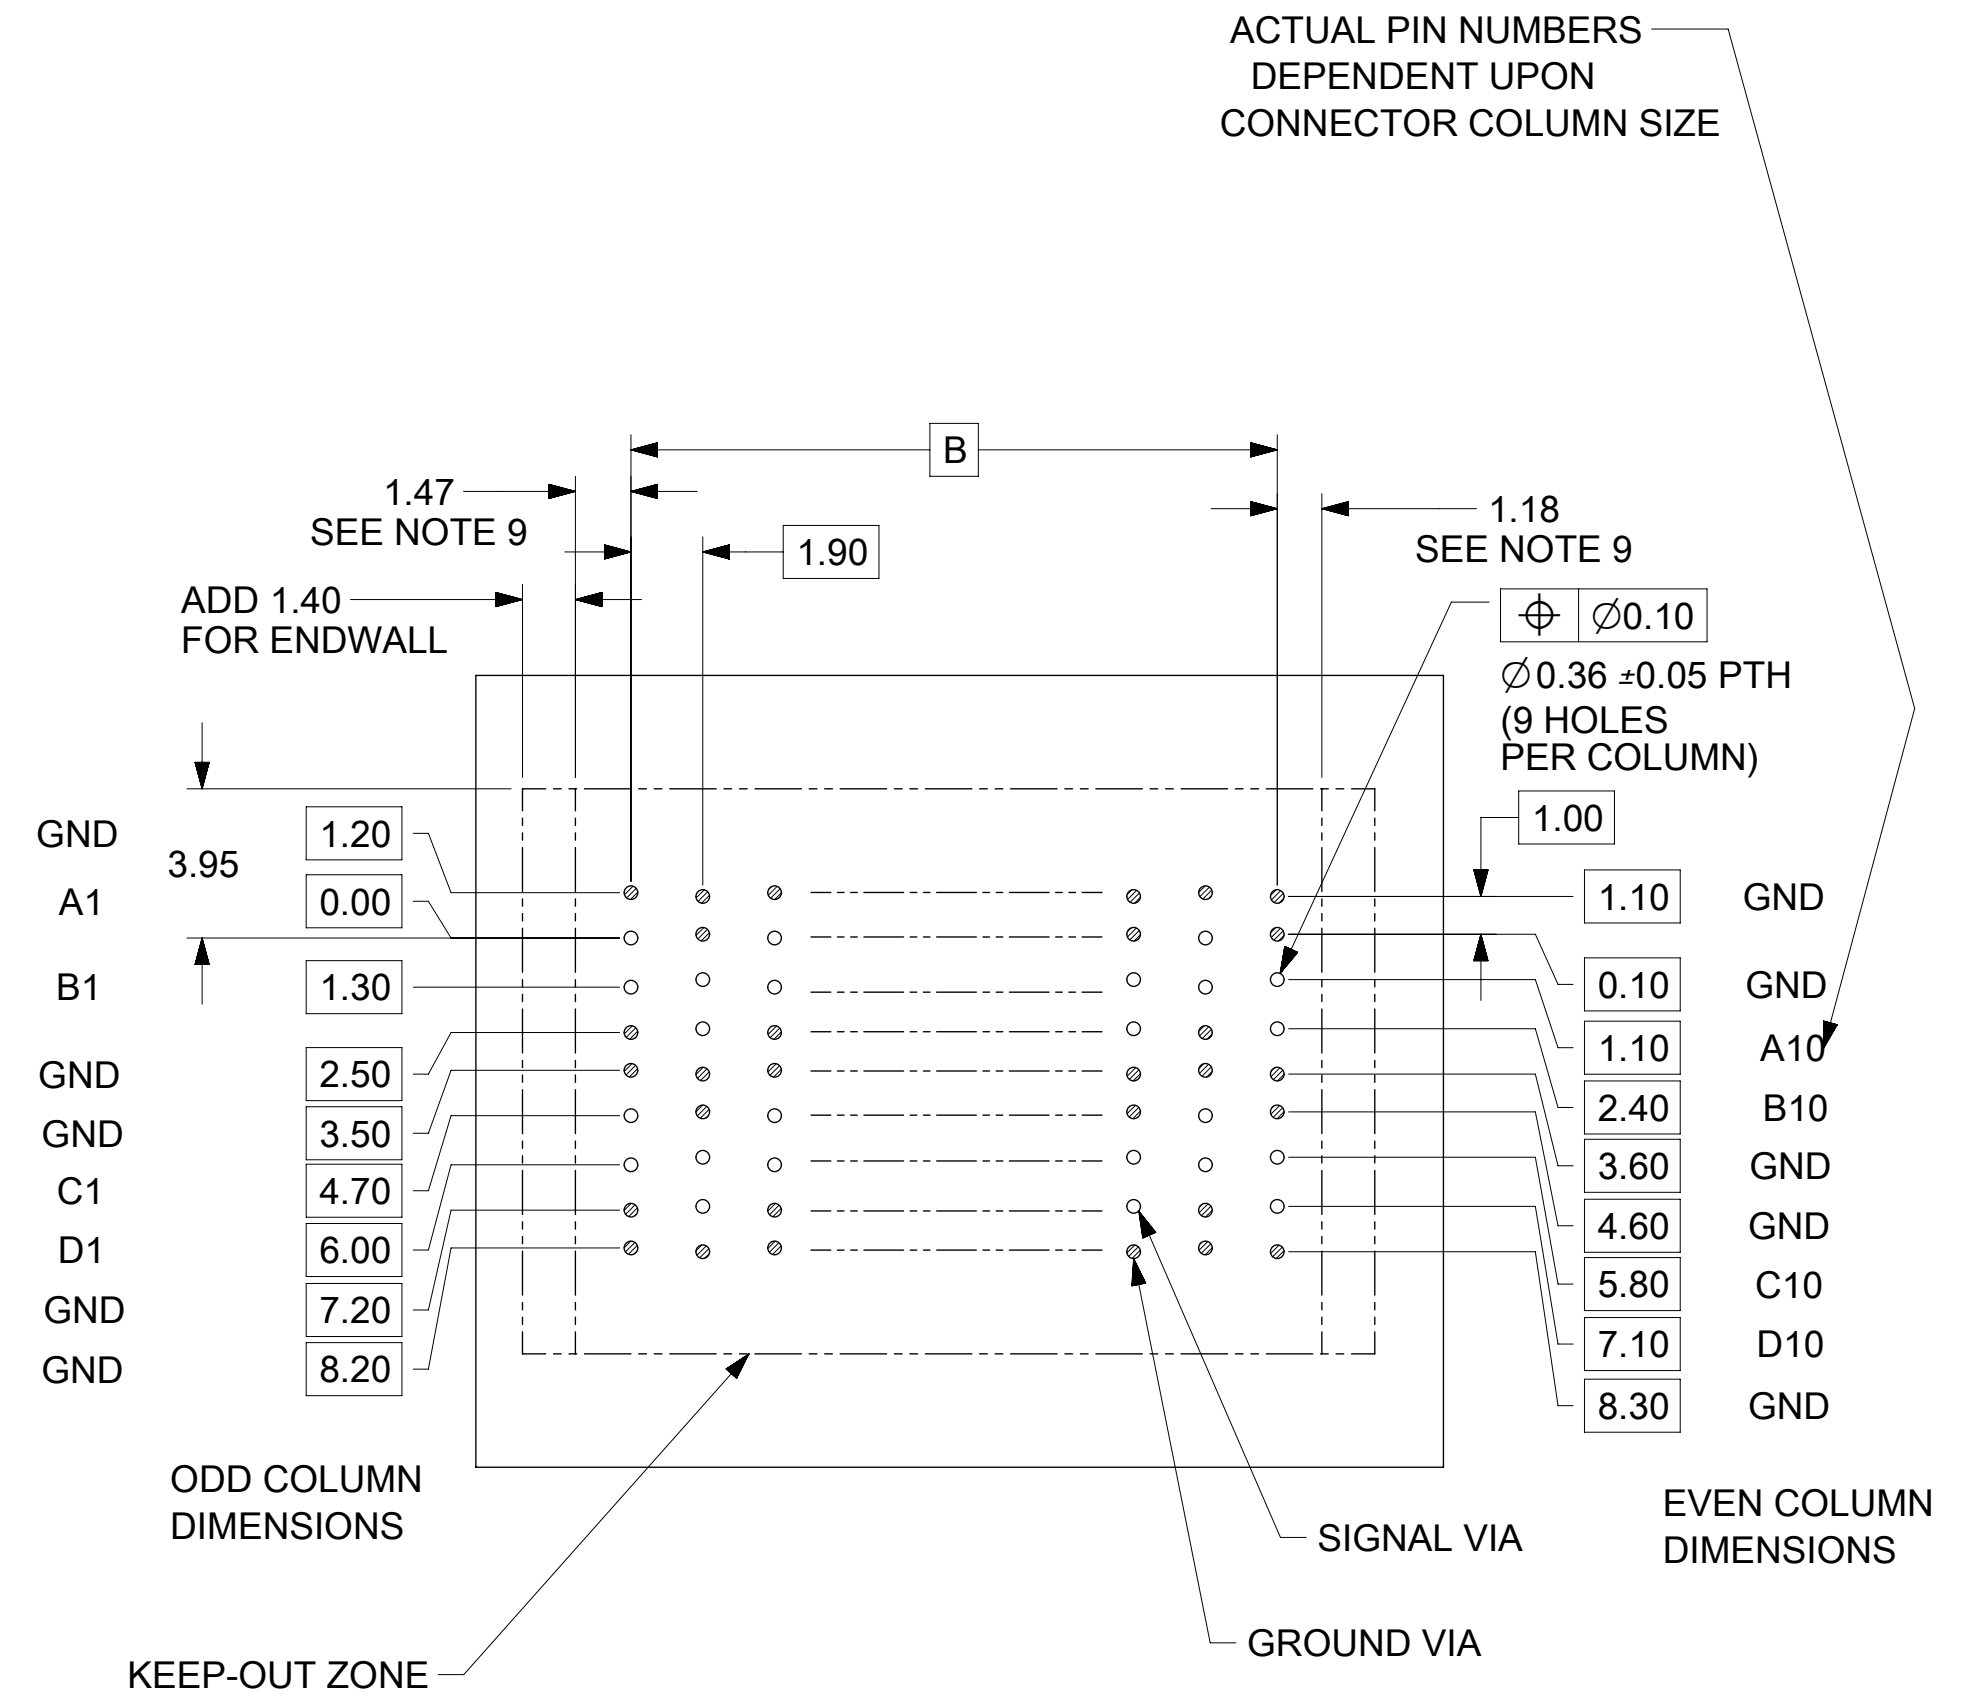 ACTUAL PIN NUMBERS
DEPENDENT UPON
CONNECTOR COLUMN SIZE
B
1.47
SEE NOTE 9
1.90
1.18
SEE NOTE 9
ADD 1.40
FOR ENDWALL
⌖ ∅0.10
∅0.36 ±0.05 PTH
(9 HOLES
PER COLUMN)
1.00
3.95
GND 1.20
A1 0.00
B1 1.30
GND 2.50
GND 3.50
C1 4.70
D1 6.00
GND 7.20
GND 8.20
1.10 GND
0.10 GND
1.10 A10
2.40 B10
3.60 GND
4.60 GND
5.80 C10
7.10 D10
8.30 GND
ODD COLUMN
DIMENSIONS
EVEN COLUMN
DIMENSIONS
SIGNAL VIA
GROUND VIA
KEEP-OUT ZONE